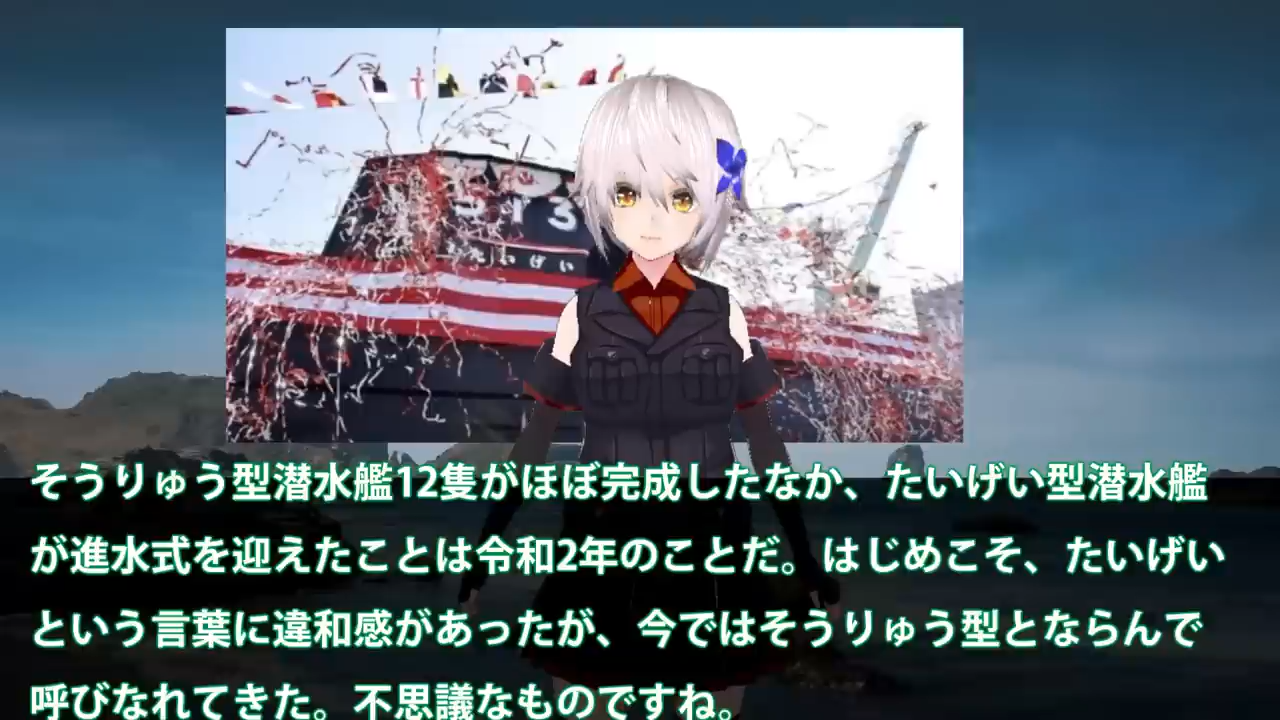 513
たいげい
そうりゅう型潜水艦12隻がほぼ完成したなか、たいげい型潜水艦
が進水式を迎えたことは令和2年のことだ。はじめこそ、たいげい
という言葉に違和感があったが、今ではそうりゅう型とならんで
呼びなれてきた。不思議なものですね。